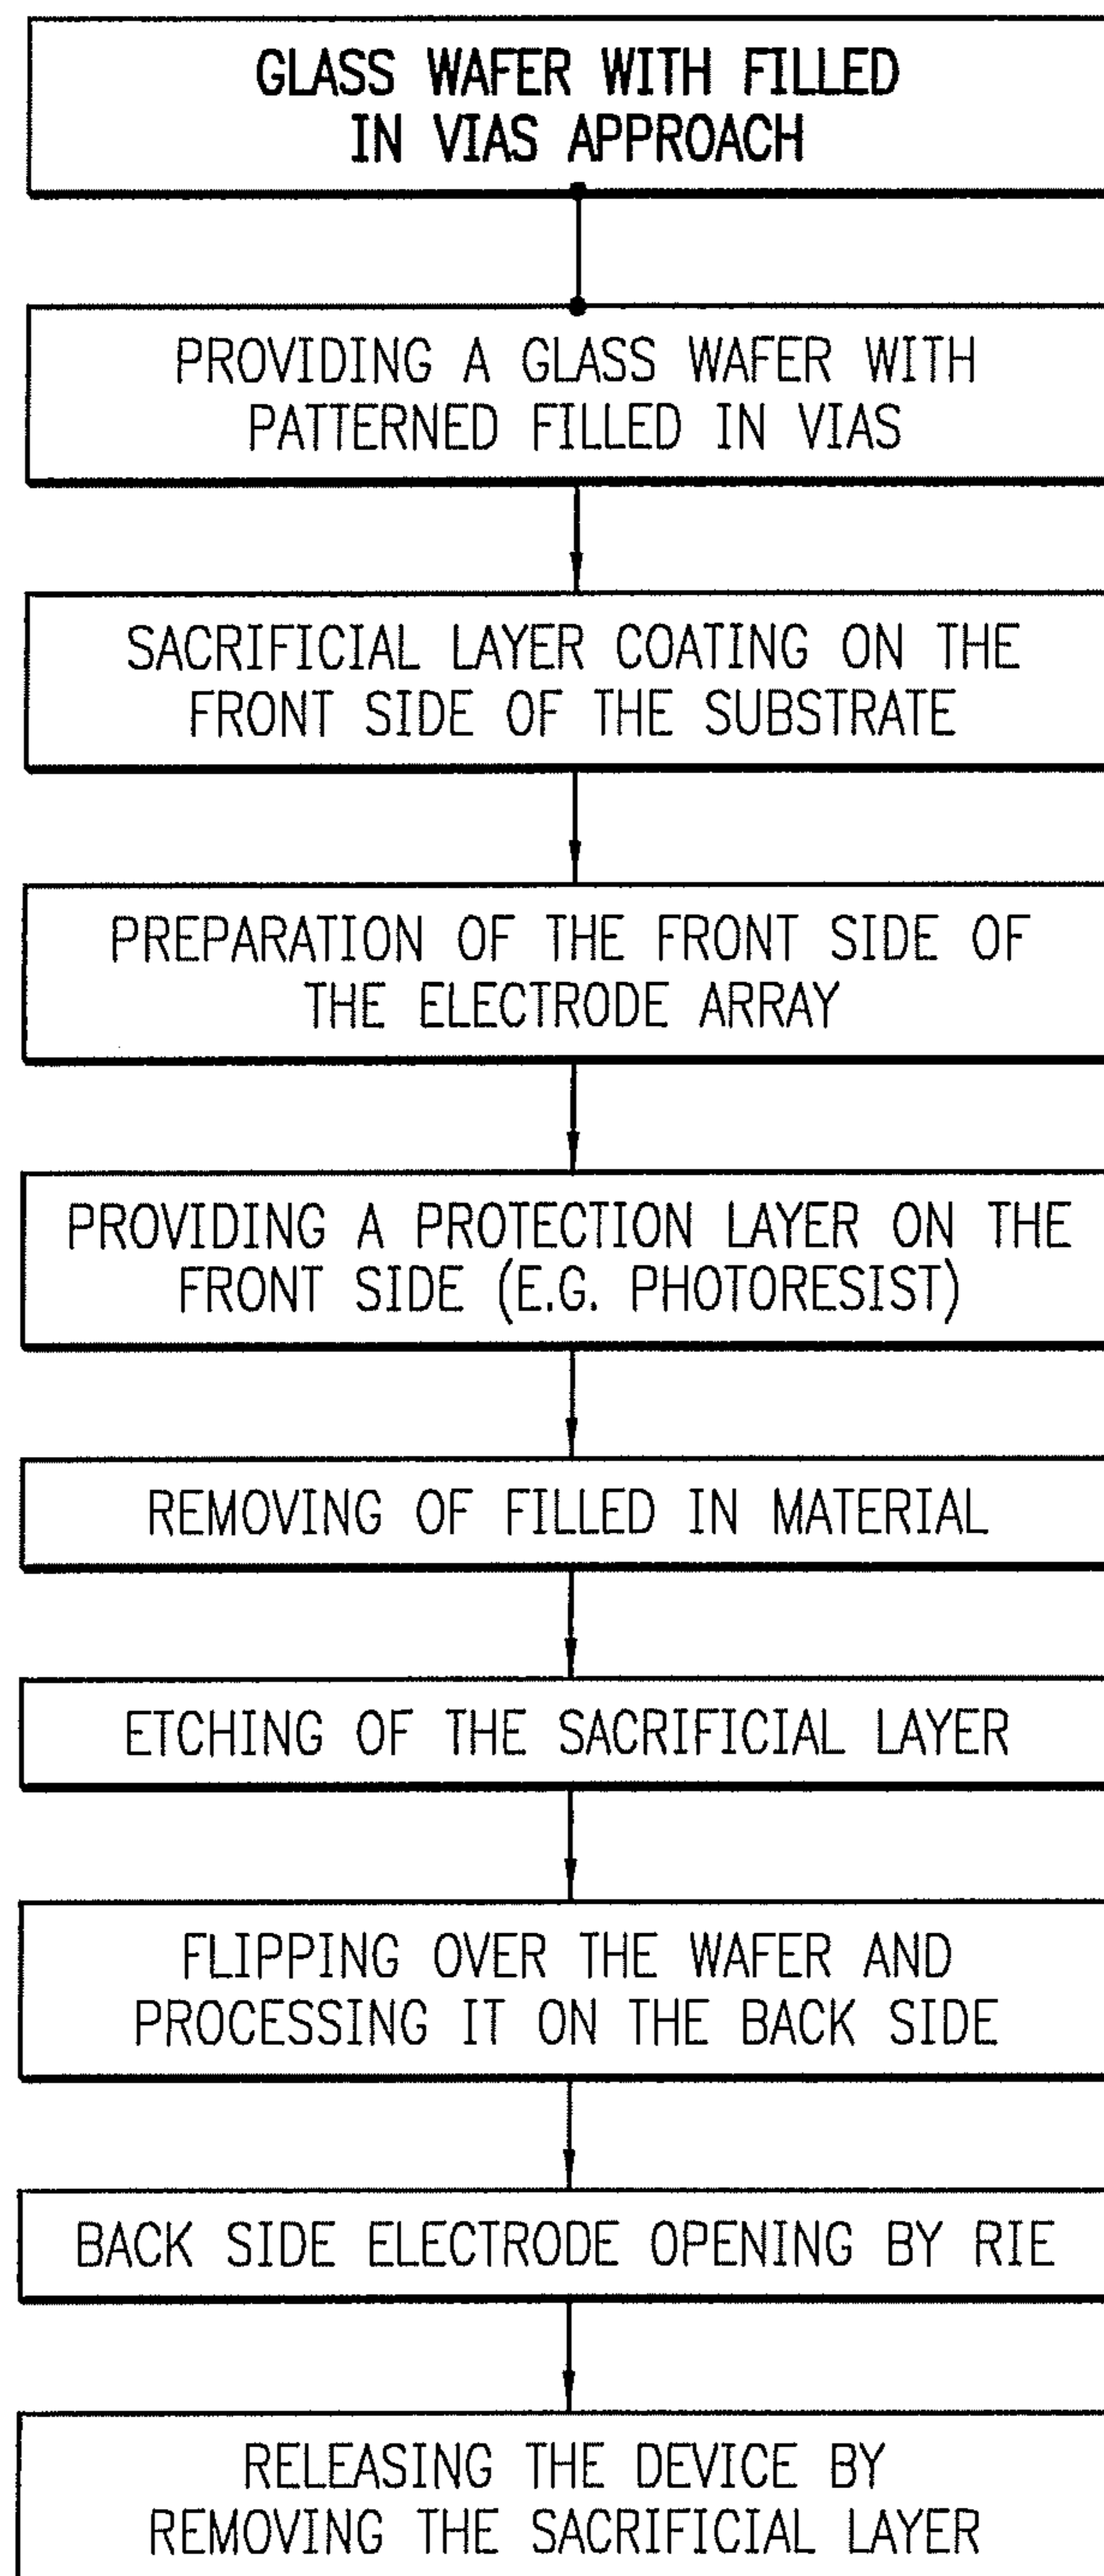 GLASS WAFER WITH FILLED
IN VIAS APPROACH
PROVIDING A GLASS WAFER WITH
PATTERNED FILLED IN VIAS
SACRIFICIAL LAYER COATING ON THE
FRONT SIDE OF THE SUBSTRATE
PREPARATION OF THE FRONT SIDE OF
THE ELECTRODE ARRAY
PROVIDING A PROTECTION LAYER ON THE
FRONT SIDE (E.G. PHOTORESIST)
REMOVING OF FILLED IN MATERIAL
ETCHING OF THE SACRIFICIAL LAYER
FLIPPING OVER THE WAFER AND
PROCESSING IT ON THE BACK SIDE
BACK SIDE ELECTRODE OPENING BY RIE
RELEASING THE DEVICE BY
REMOVING THE SACRIFICIAL LAYER